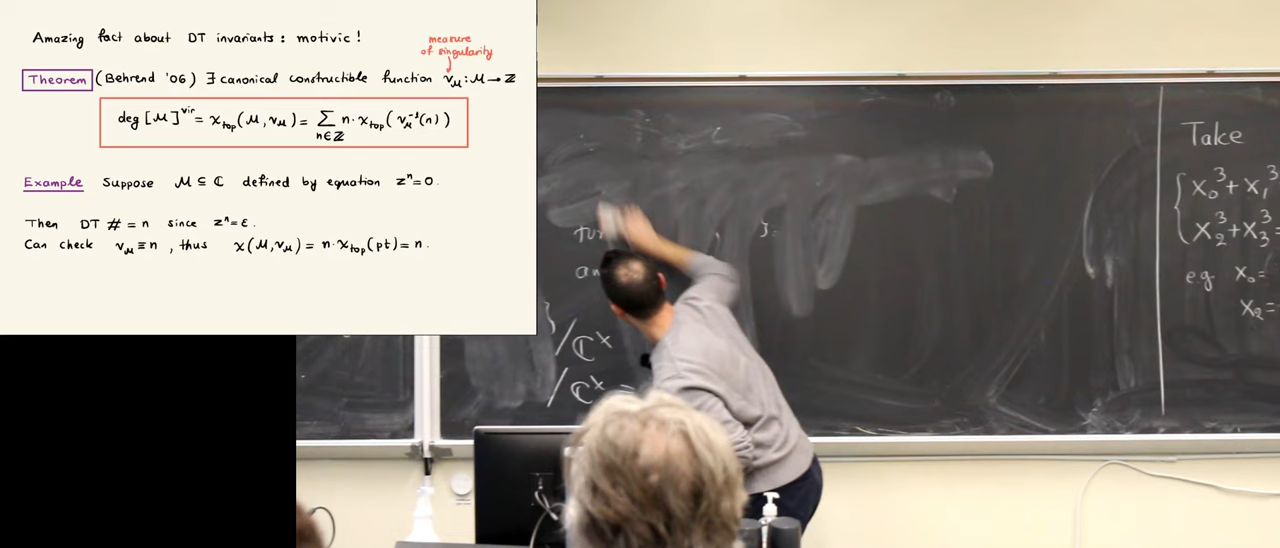 Amazing fact about DT invariants : motivic !
measure
of singularity
Theorem (Behrend '06) ∃ canonical constructible function ν_M : M → ℤ
deg [M]^vir = χ_top(M, ν_M) = Σ_{n∈ℤ} n · χ_top(ν_M^{-1}(n))
Example Suppose M ⊆ ℂ defined by equation z^n = 0.
Then DT # = n since z^n = ε.
Can check ν_M ≡ n , thus χ(M, ν_M) = n · χ_top(pt) = n.
/ℂ^×
/ℂ^× =
Take
{ X_0^3 + X_1^3
X_2^3 + X_3^3 =
e.g. X_0 =
X_2 = -